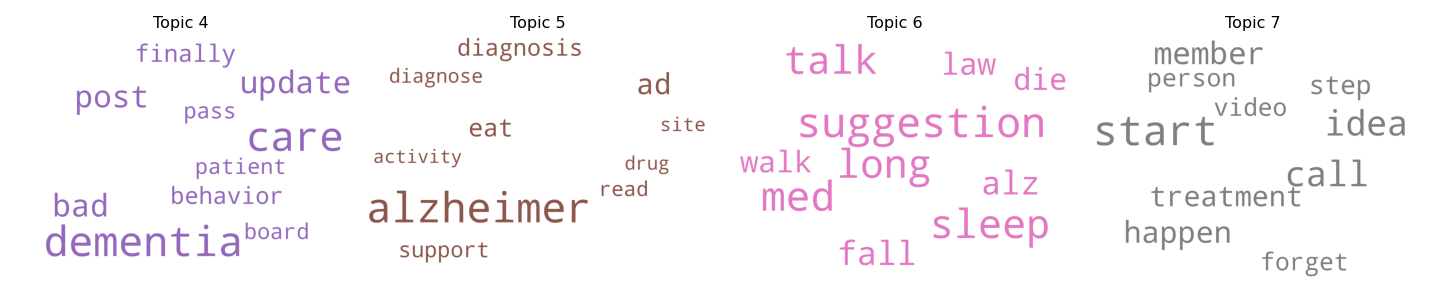 Topic 4
finally
update
post
pass
care
patient
behavior
bad
board
dementia
Topic 5
diagnosis
diagnose
ad
site
eat
activity
drug
read
alzheimer
support
Topic 6
talk
law
die
suggestion
walk
long
med
alz
sleep
fall
Topic 7
member
person
step
video
start
idea
call
treatment
happen
forget